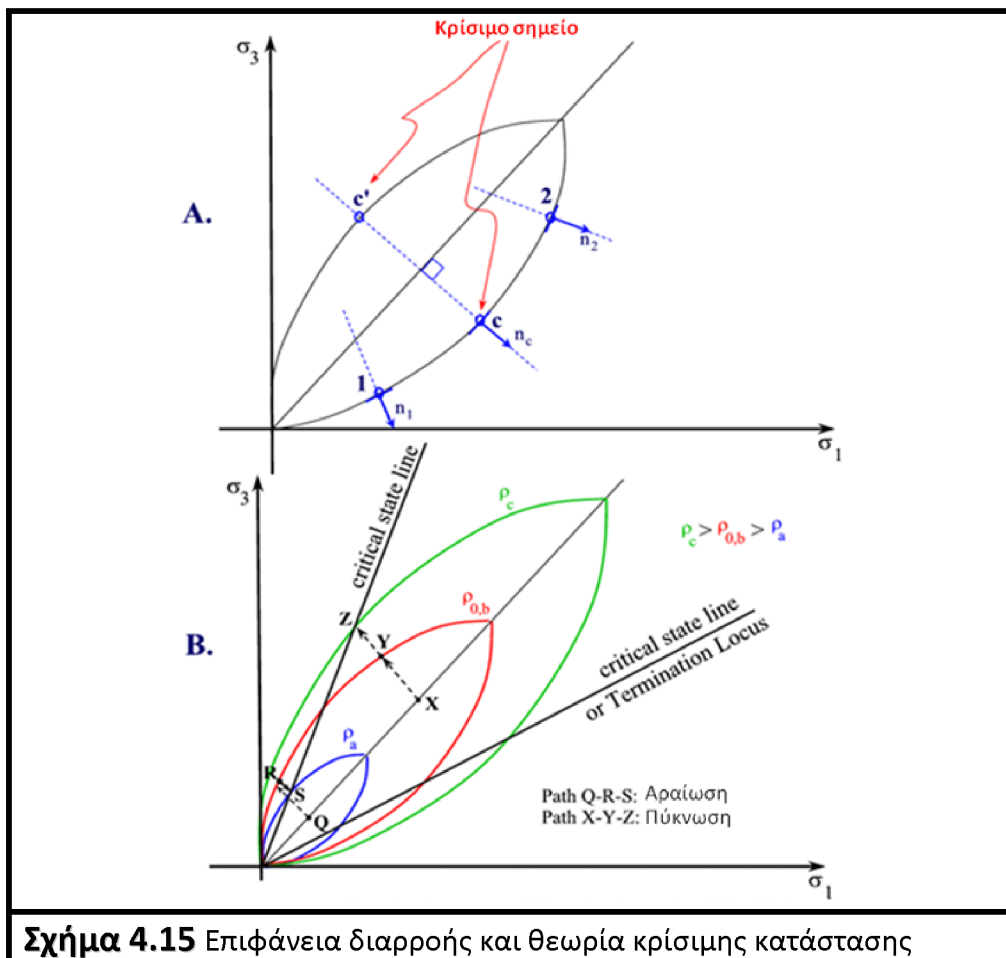 Κρίσιμο σημείο
σ3
c'
2
A.
n2
c
nc
1
n1
σ1
critical state line
σ3
ρc
ρc > ρ0,b > ρa
Z
ρ0,b
Y
critical state line
or Termination Locus
B.
X
ρa
R
S
Q
Path Q-R-S: Αραίωση
Path X-Y-Z: Πύκνωση
σ1
Σχήμα 4.15 Επιφάνεια διαρροής και θεωρία κρίσιμης κατάστασης